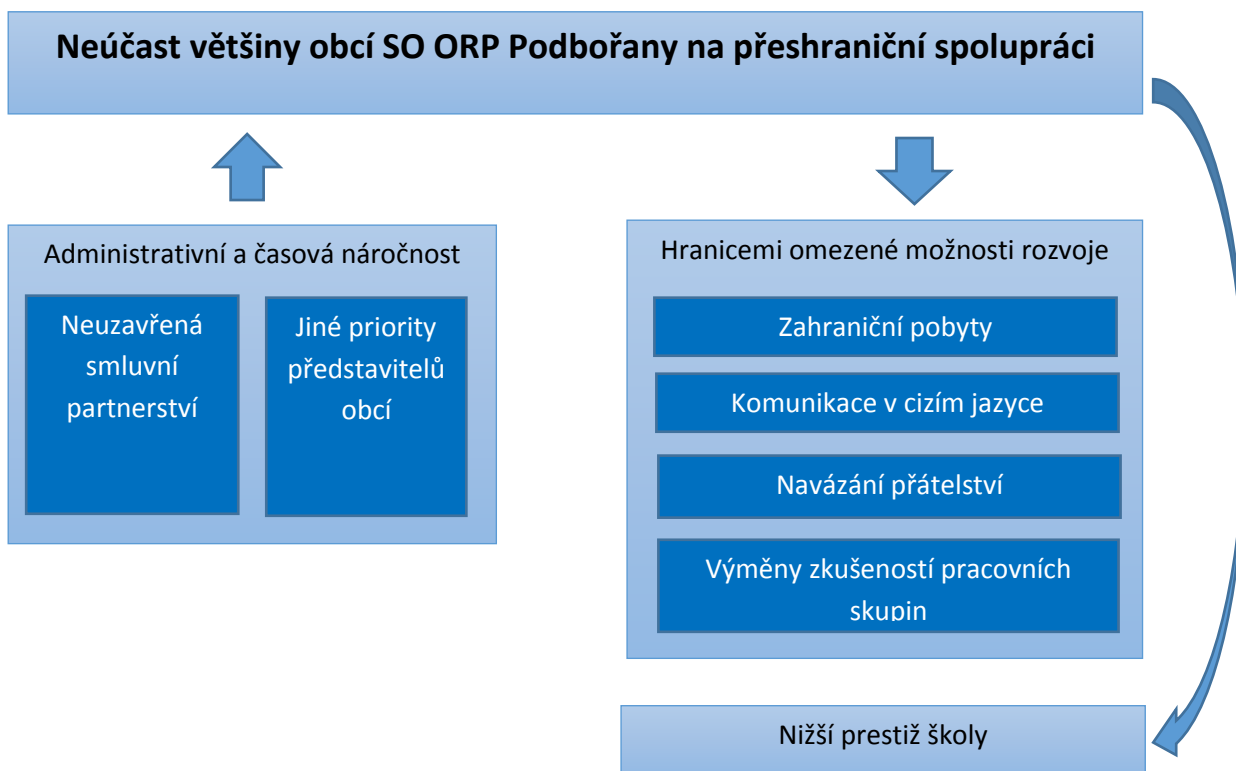 Neúčast většiny obcí SO ORP Podbořany na přeshraniční spolupráci
Administrativní a časová náročnost
Neuzavřená
smluvní
partnerství
Jiné priority
představitelů
obcí
Hranicemi omezené možnosti rozvoje
Zahraniční pobyty
Komunikace v cizím jazyce
Navázání přátelství
Výměny zkušeností pracovních
skupin
Nižší prestiž školy